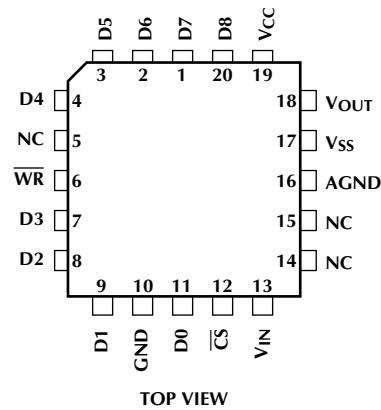 D5 D6 D7 D8 VCC
3 2 1 20 19
D4 4 18 VOUT
NC 5 17 VSS
W̅R̅ 6 16 AGND
D3 7 15 NC
D2 8 14 NC
9 10 11 12 13
D1 GND D0 C̅S̅ VIN
TOP VIEW